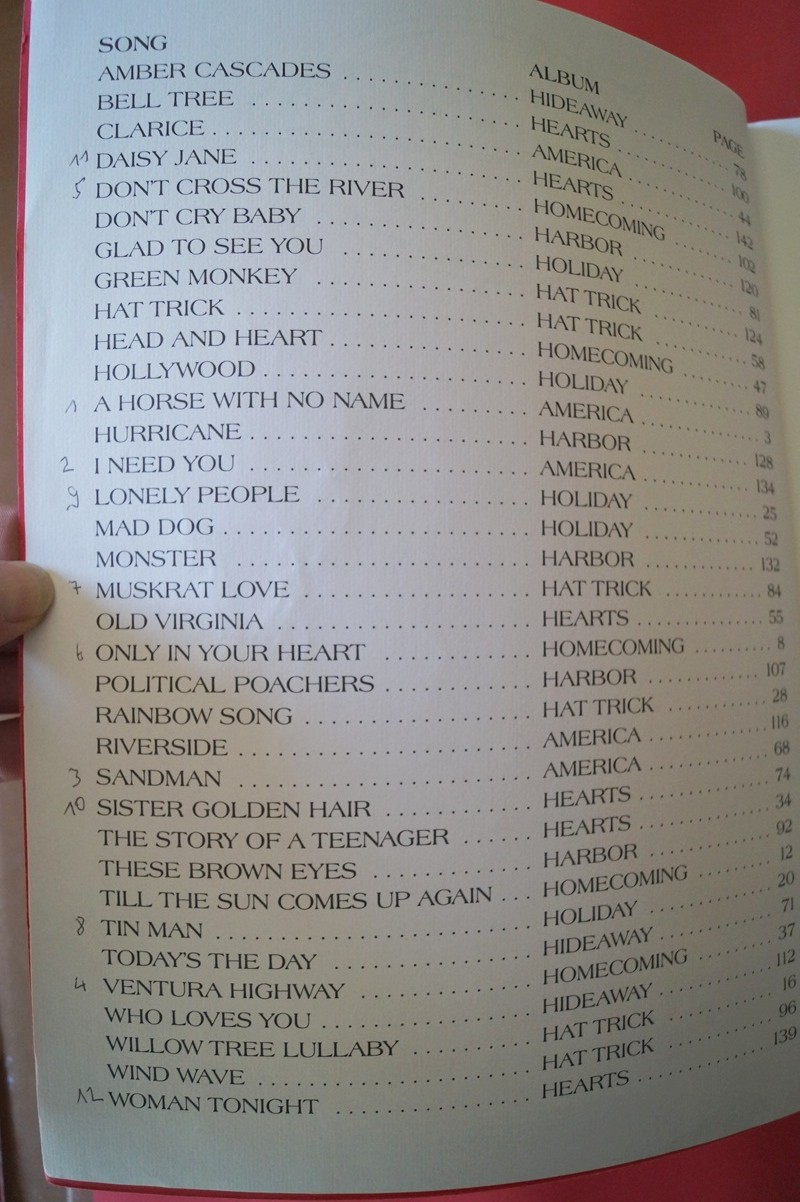 SONG ALBUM PAGE
AMBER CASCADES . . . . . . . . . . . . . . HIDEAWAY . . . . . . . . . 78
BELL TREE . . . . . . . . . . . . . . . . . . . . HEARTS . . . . . . . . . . . 100
CLARICE . . . . . . . . . . . . . . . . . . . . . . AMERICA . . . . . . . . . . 44
11 DAISY JANE . . . . . . . . . . . . . . . . . . . HEARTS . . . . . . . . . . . 142
5 DON'T CROSS THE RIVER . . . . . . . . HOMECOMING . . . . . . 102
DON'T CRY BABY . . . . . . . . . . . . . . . HARBOR . . . . . . . . . . . 120
GLAD TO SEE YOU . . . . . . . . . . . . . . HOLIDAY . . . . . . . . . . 81
GREEN MONKEY . . . . . . . . . . . . . . . HAT TRICK . . . . . . . . . 124
HAT TRICK . . . . . . . . . . . . . . . . . . . . HAT TRICK . . . . . . . . . 58
HEAD AND HEART . . . . . . . . . . . . . . HOMECOMING . . . . . . 47
HOLLYWOOD . . . . . . . . . . . . . . . . . . HOLIDAY . . . . . . . . . . 89
1 A HORSE WITH NO NAME . . . . . . . . AMERICA . . . . . . . . . . 3
HURRICANE . . . . . . . . . . . . . . . . . . . HARBOR . . . . . . . . . . . 128
2 I NEED YOU . . . . . . . . . . . . . . . . . . . AMERICA . . . . . . . . . . 134
9 LONELY PEOPLE . . . . . . . . . . . . . . . HOLIDAY . . . . . . . . . . 25
MAD DOG . . . . . . . . . . . . . . . . . . . . . HOLIDAY . . . . . . . . . . 52
MONSTER . . . . . . . . . . . . . . . . . . . . HARBOR . . . . . . . . . . 132
7 MUSKRAT LOVE . . . . . . . . . . . . . . . . HAT TRICK . . . . . . . . . 84
OLD VIRGINIA . . . . . . . . . . . . . . . . . HEARTS . . . . . . . . . . . 55
6 ONLY IN YOUR HEART . . . . . . . . . . HOMECOMING . . . . . . . 8
POLITICAL POACHERS . . . . . . . . . . HARBOR . . . . . . . . . . 107
RAINBOW SONG . . . . . . . . . . . . . . . . HAT TRICK . . . . . . . . . 28
RIVERSIDE . . . . . . . . . . . . . . . . . . . . AMERICA . . . . . . . . . . 116
3 SANDMAN . . . . . . . . . . . . . . . . . . . . AMERICA . . . . . . . . . . 68
10 SISTER GOLDEN HAIR . . . . . . . . . . . HEARTS . . . . . . . . . . . 74
THE STORY OF A TEENAGER . . . . . . HEARTS . . . . . . . . . . . 34
THESE BROWN EYES . . . . . . . . . . . . HARBOR . . . . . . . . . . . 92
TILL THE SUN COMES UP AGAIN . . . HOMECOMING . . . . . . 12
8 TIN MAN . . . . . . . . . . . . . . . . . . . . . HOLIDAY . . . . . . . . . . 20
TODAY'S THE DAY . . . . . . . . . . . . . . HIDEAWAY . . . . . . . . . 71
4 VENTURA HIGHWAY . . . . . . . . . . . . HOMECOMING . . . . . . 37
WHO LOVES YOU . . . . . . . . . . . . . . . HIDEAWAY . . . . . . . . . 112
WILLOW TREE LULLABY . . . . . . . . . HAT TRICK . . . . . . . . . 16
WIND WAVE . . . . . . . . . . . . . . . . . . . HAT TRICK . . . . . . . . . 96
12 WOMAN TONIGHT . . . . . . . . . . . . . . HEARTS . . . . . . . . . . . 139